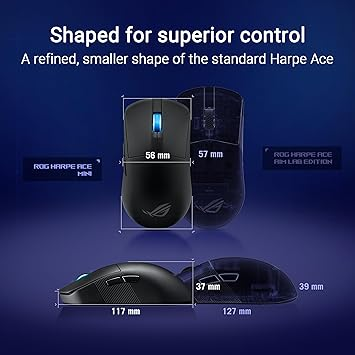 Shaped for superior control
A refined, smaller shape of the standard Harpe Ace
56 mm
57 mm
ROG HARPE ACE
MINI
ROG HARPE ACE
AIM LAB EDITION
37 mm
39 mm
117 mm
127 mm